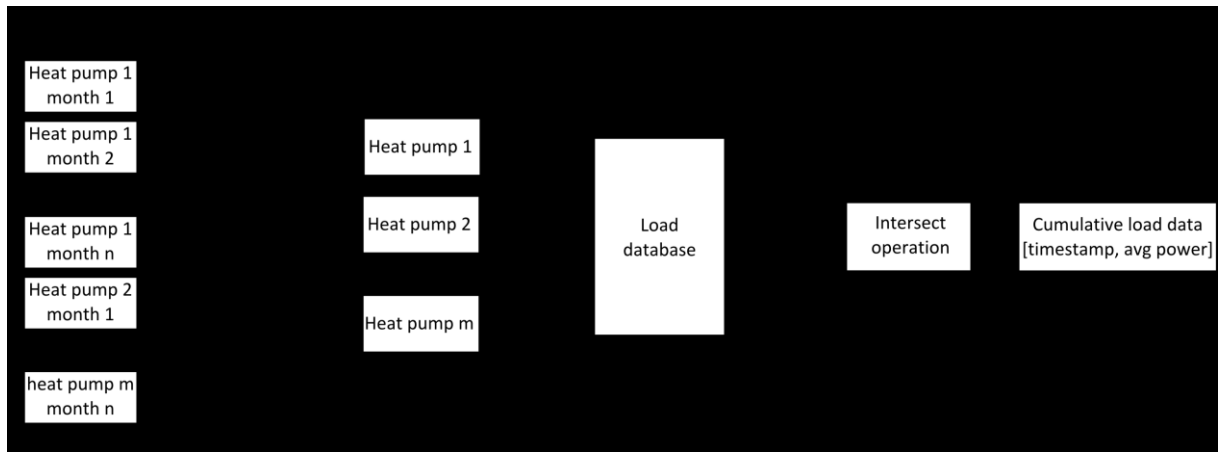 Heat pump 1
month 1
Heat pump 1
month 2
Heat pump 1
month n
Heat pump 2
month 1
heat pump m
month n
Heat pump 1
Heat pump 2
Heat pump m
Load
database
Intersect
operation
Cumulative load data
[timestamp, avg power]